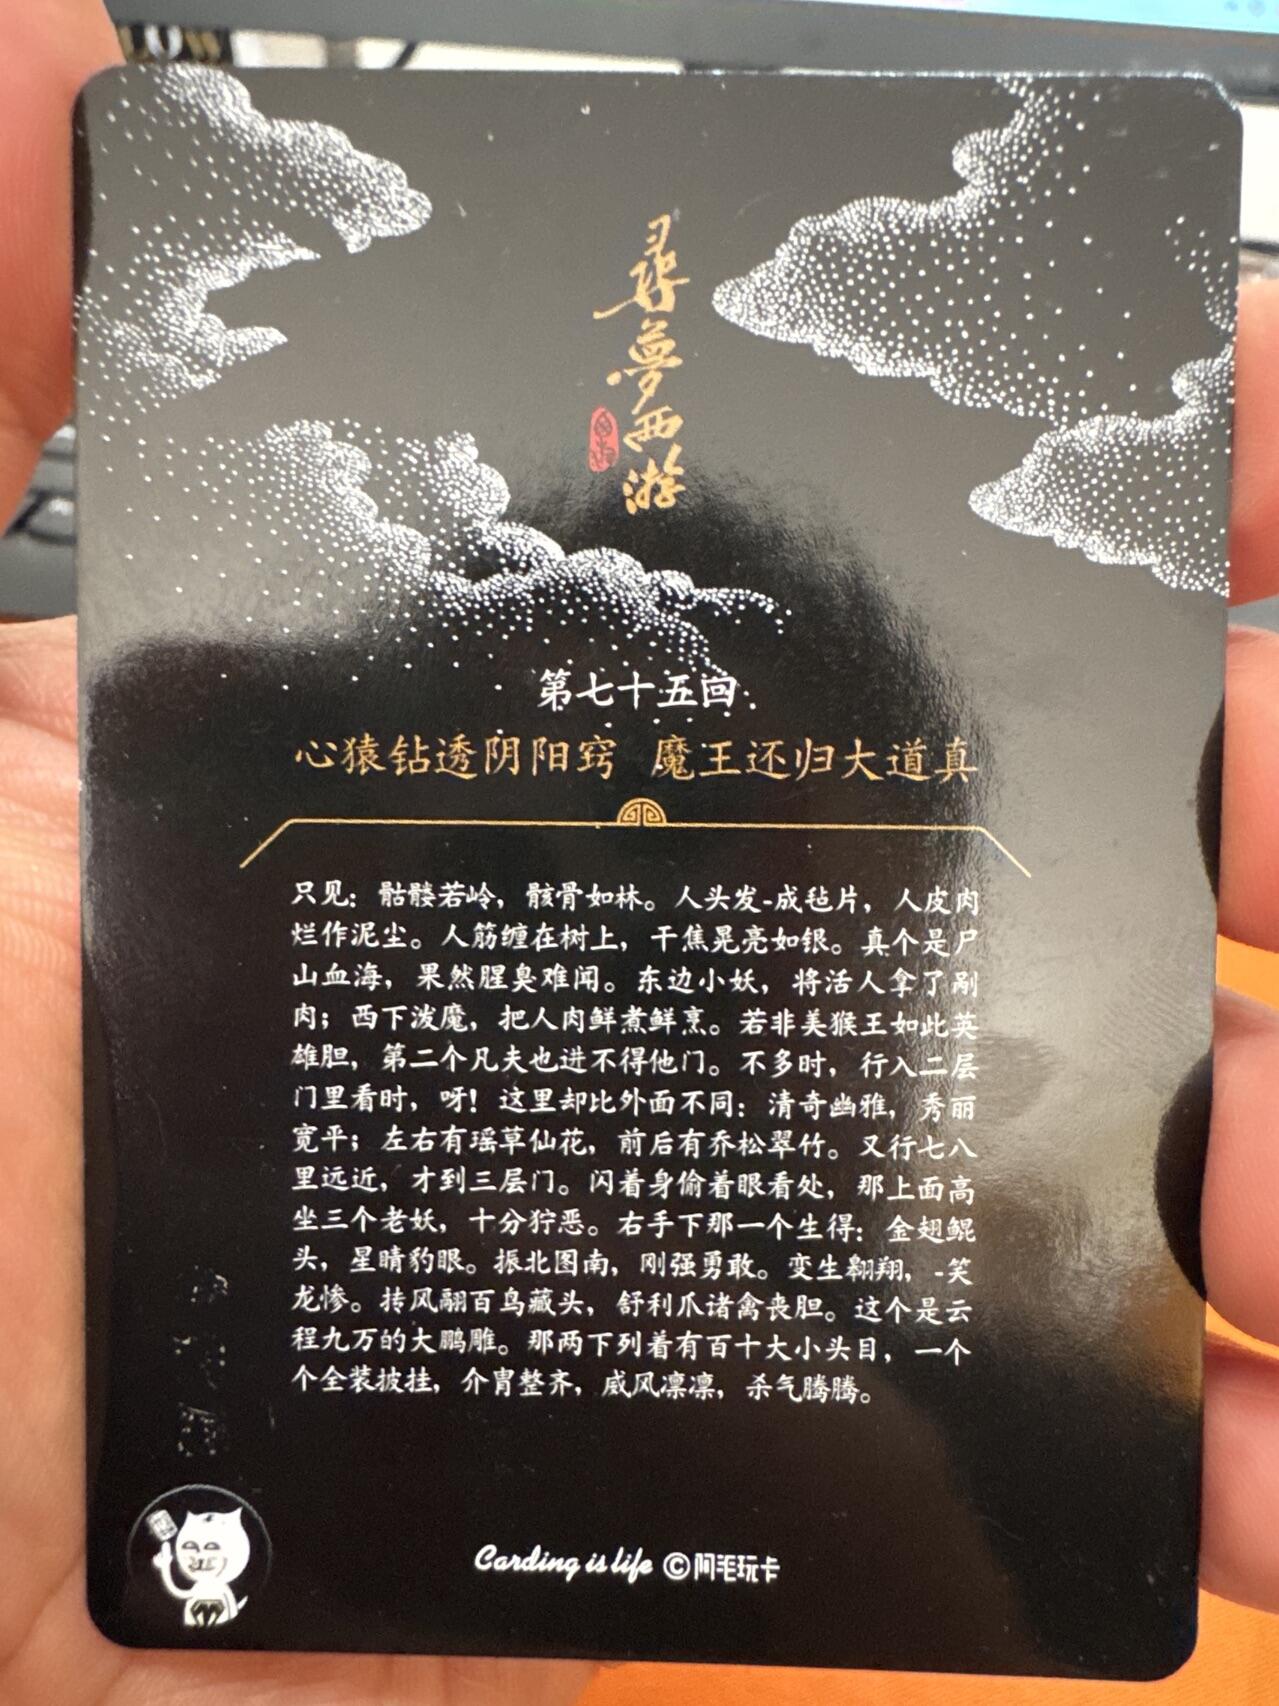 LOW
尋夢西游
第七十五回
心猿钻透阴阳窍 魔王还归大道真
只见：骷髅若岭，骸骨如林。人头发-成毡片，人皮肉
烂作泥尘。人筋缠在树上，干焦晃亮如银。真个是尸
山血海，果然腥臭难闻。东边小妖，将活人拿了剐
肉；西下泼魔，把人肉鲜煮鲜烹。若非美猴王如此英
雄胆，第二个凡夫也进不得他门。不多时，行入二层
门里看时，呀！这里却比外面不同：清奇幽雅，秀丽
宽平；左右有瑶草仙花，前后有乔松翠竹。又行七八
里远近，才到三层门。闪着身偷着眼看处，那上面高
坐三个老妖，十分狞恶。右手下那一个生得：金翅鲲
头，星睛豹眼。振北图南，刚强勇敢。变生翱翔，-笑
龙惨。抟风翮百鸟藏头，舒利爪诸禽丧胆。这个是云
程九万的大鹏雕。那两下列着有百十大小头目，一个
个全装披挂，介胄整齐，威风凛凛，杀气腾腾。
Carding is life ©阿毛玩卡